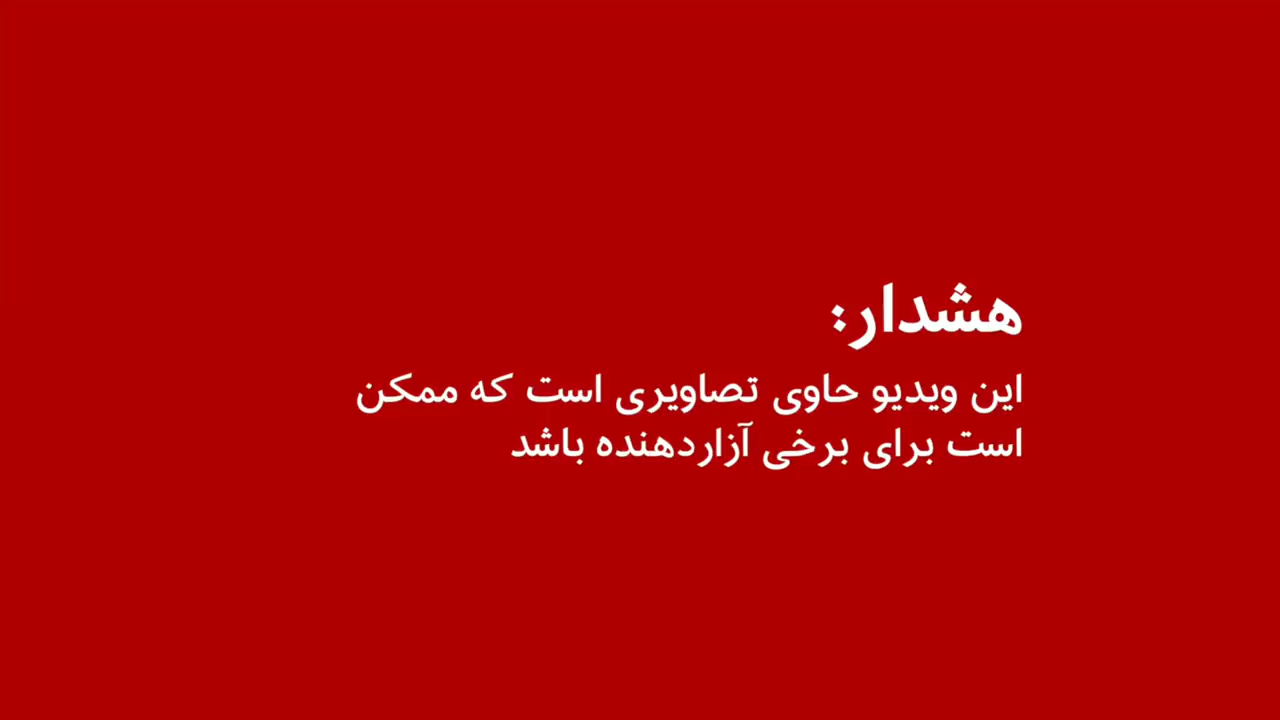 هشدار:
این ویدیو حاوی تصاویری است که ممکن
است برای برخی آزاردهنده باشد